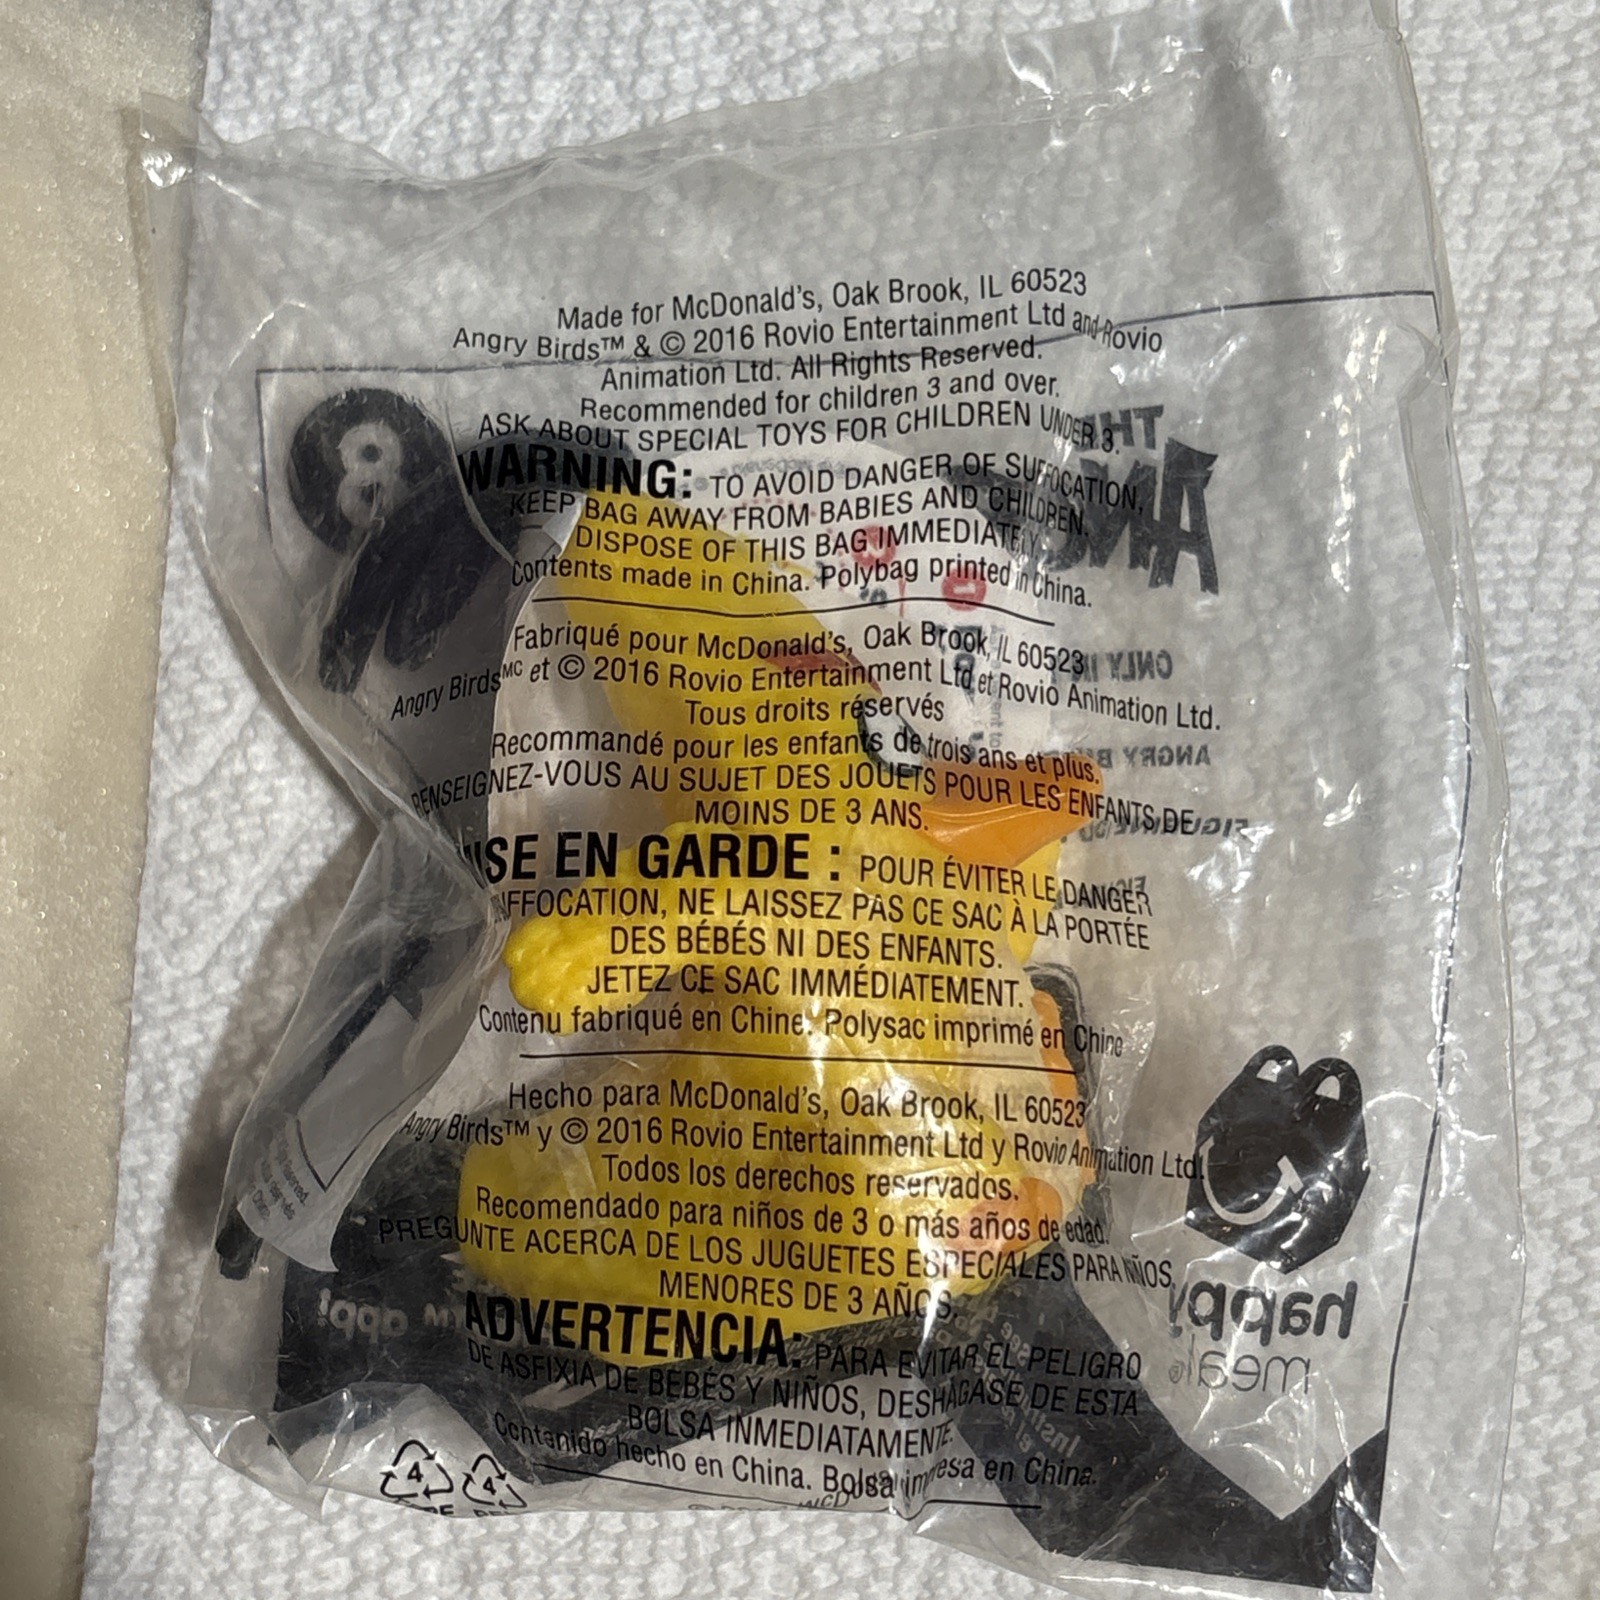 Made for McDonald's, Oak Brook, IL 60523
Angry Birds™ & © 2016 Rovio Entertainment Ltd and Rovio
Animation Ltd. All Rights Reserved.
Recommended for children 3 and over.
ASK ABOUT SPECIAL TOYS FOR CHILDREN UNDER 3.
WARNING: TO AVOID DANGER OF SUFFOCATION,
KEEP BAG AWAY FROM BABIES AND CHILDREN.
DISPOSE OF THIS BAG IMMEDIATELY.
Contents made in China. Polybag printed in China.
Fabriqué pour McDonald's, Oak Brook, IL 60523
Angry Birds MC et © 2016 Rovio Entertainment Ltd et Rovio Animation Ltd.
Tous droits réservés
Recommandé pour les enfants de trois ans et plus.
RENSEIGNEZ-VOUS AU SUJET DES JOUETS POUR LES ENFANTS DE
MOINS DE 3 ANS.
MISE EN GARDE : POUR ÉVITER LE DANGER
SUFFOCATION, NE LAISSEZ PAS CE SAC À LA PORTÉE
DES BÉBÉS NI DES ENFANTS.
JETEZ CE SAC IMMÉDIATEMENT.
Contenu fabriqué en Chine. Polysac imprimé en Chine
Hecho para McDonald's, Oak Brook, IL 60523
Angry Birds™ y © 2016 Rovio Entertainment Ltd y Rovio Animation Ltd.
Todos los derechos reservados.
Recomendado para niños de 3 o más años de edad.
PREGUNTE ACERCA DE LOS JUGUETES ESPECIALES PARA NIÑOS
MENORES DE 3 AÑOS.
ADVERTENCIA: PARA EVITAR EL PELIGRO
DE ASFIXIA DE BEBÉS Y NIÑOS, DESHÁGASE DE ESTA
BOLSA INMEDIATAMENTE.
Contenido hecho en China. Bolsa impresa en China.
4 4
8
THE
ONLY
ANGRY
happy
meal
app!